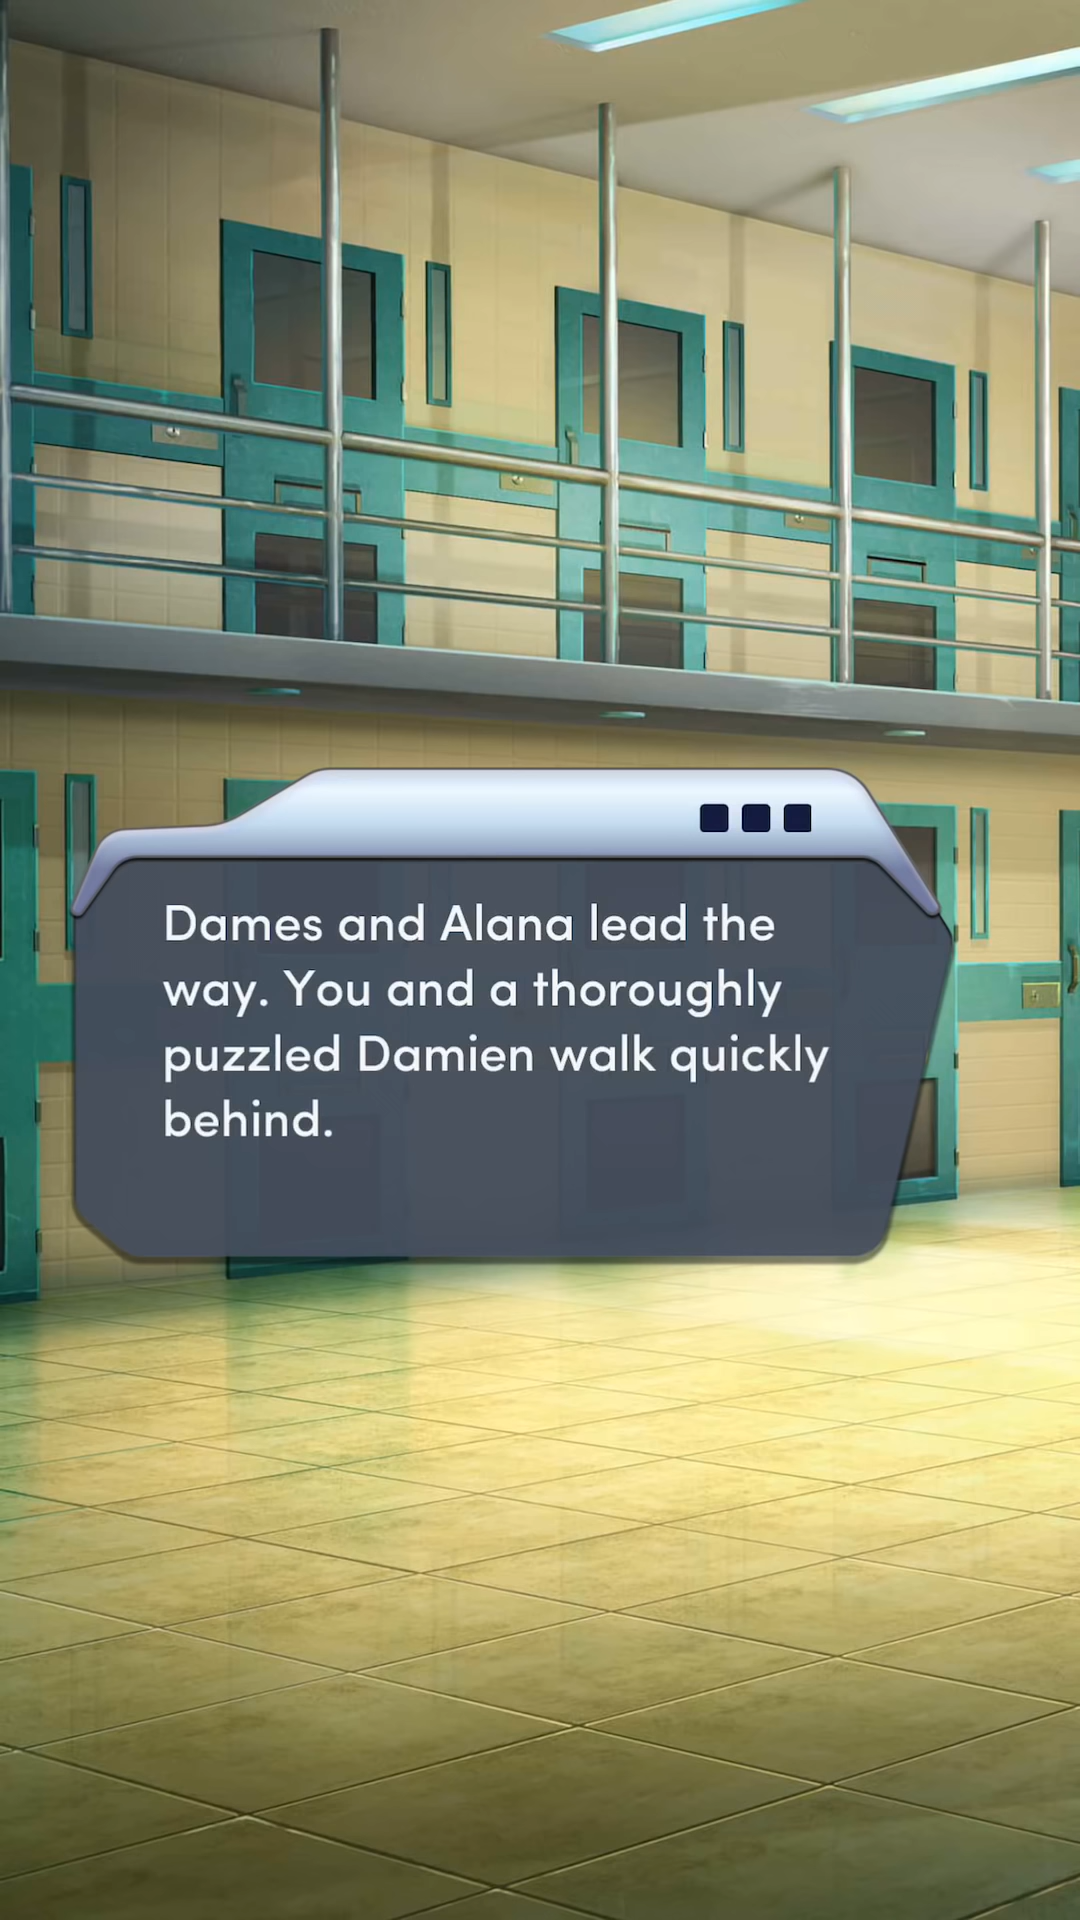 Dames and Alana lead the
way. You and a thoroughly
puzzled Damien walk quickly
behind.